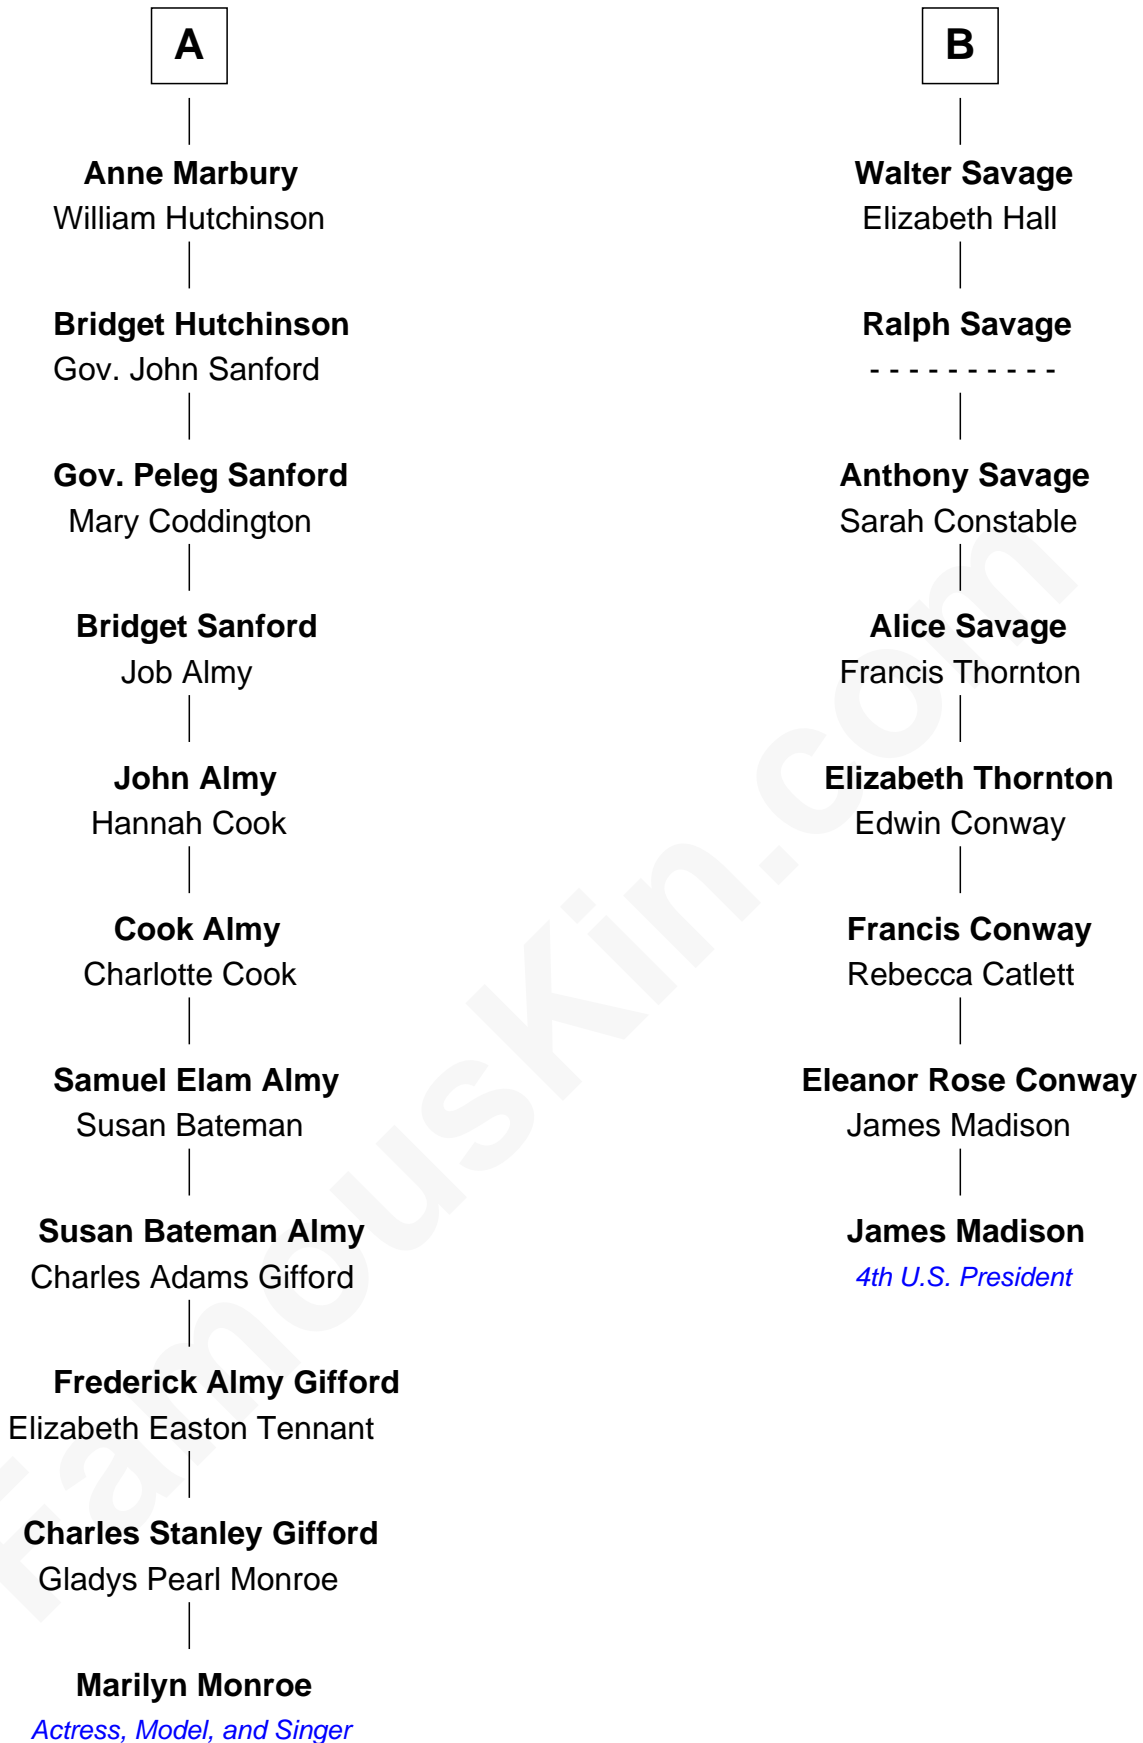 A
Anne Marbury
William Hutchinson
Bridget Hutchinson
Gov. John Sanford
Gov. Peleg Sanford
Mary Coddington
Bridget Sanford
Job Almy
John Almy
Hannah Cook
Cook Almy
Charlotte Cook
Samuel Elam Almy
Susan Bateman
Susan Bateman Almy
Charles Adams Gifford
Frederick Almy Gifford
Elizabeth Easton Tennant
Charles Stanley Gifford
Gladys Pearl Monroe
Marilyn Monroe
Actress, Model, and Singer
B
Walter Savage
Elizabeth Hall
Ralph Savage
- - - - - - - - - -
Anthony Savage
Sarah Constable
Alice Savage
Francis Thornton
Elizabeth Thornton
Edwin Conway
Francis Conway
Rebecca Catlett
Eleanor Rose Conway
James Madison
James Madison
4th U.S. President
FamousKin.com